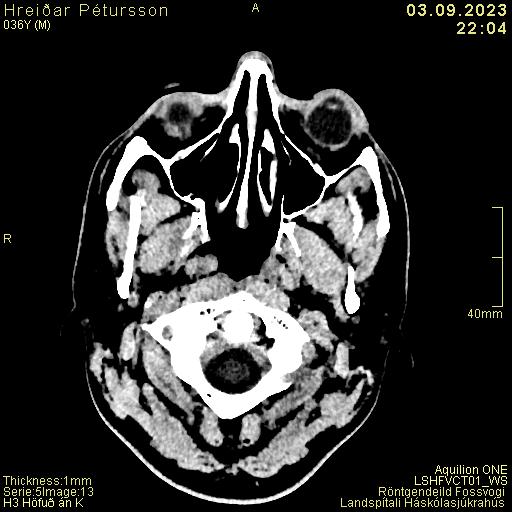 Hreiðar Pétursson
036Y (M)
A
03.09.2023
22:04
R
40mm
Thickness:1mm
Serie:5Image:13
H3 Höfuð án K
Aquilion ONE
LSHFVCT01_WS
Röntgendeild Fossvogi
Landspítali Háskólasjúkrahús